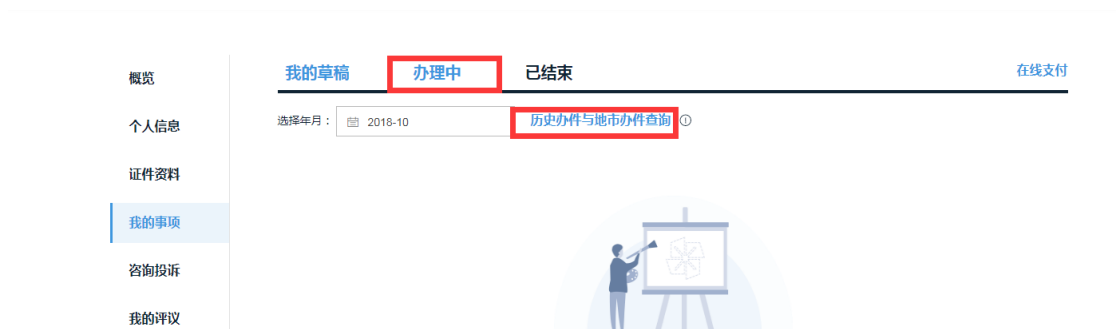 我的草稿 办理中 已结束 在线支付
概览
选择年月： 2018-10 历史办件与地市办件查询
个人信息
证件资料
我的事项
咨询投诉
我的评议